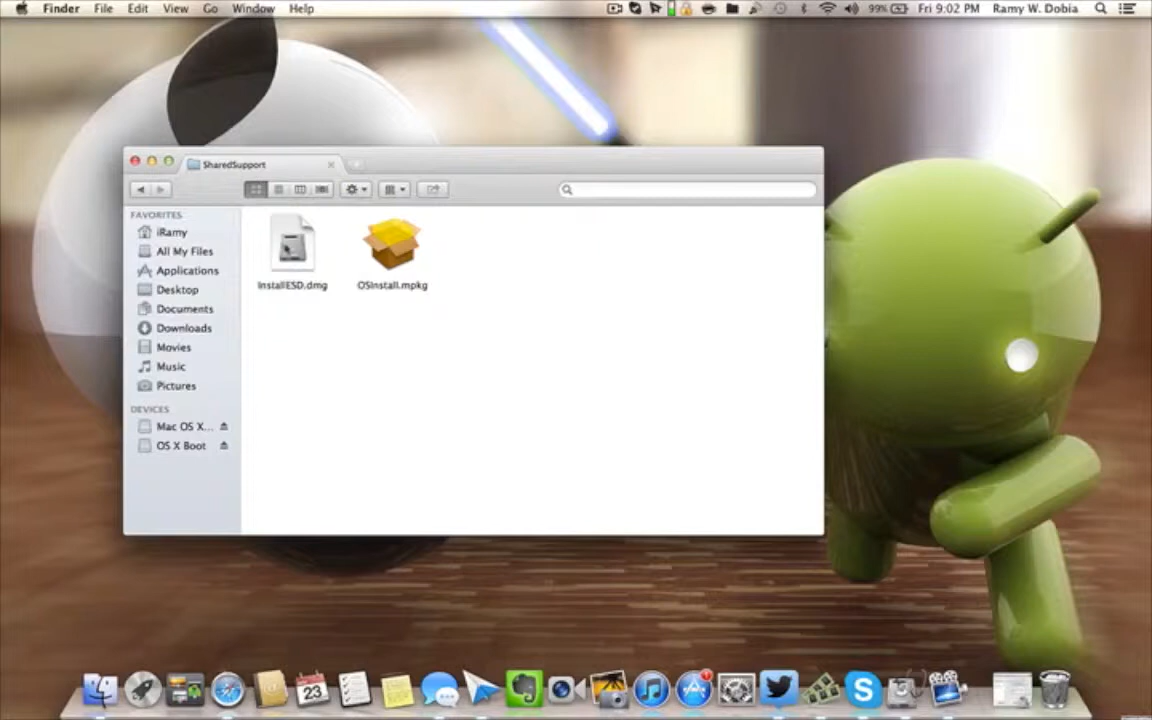 Finder File Edit View Go Window Help 99% Fri 9:02 PM Ramy W. Dobia
SharedSupport
FAVORITES
iRamy
All My Files
Applications
Desktop
Documents
Downloads
Movies
Music
Pictures
DEVICES
Mac OS X...
OS X Boot
InstallESD.dmg
OSInstall.mpkg
23
1